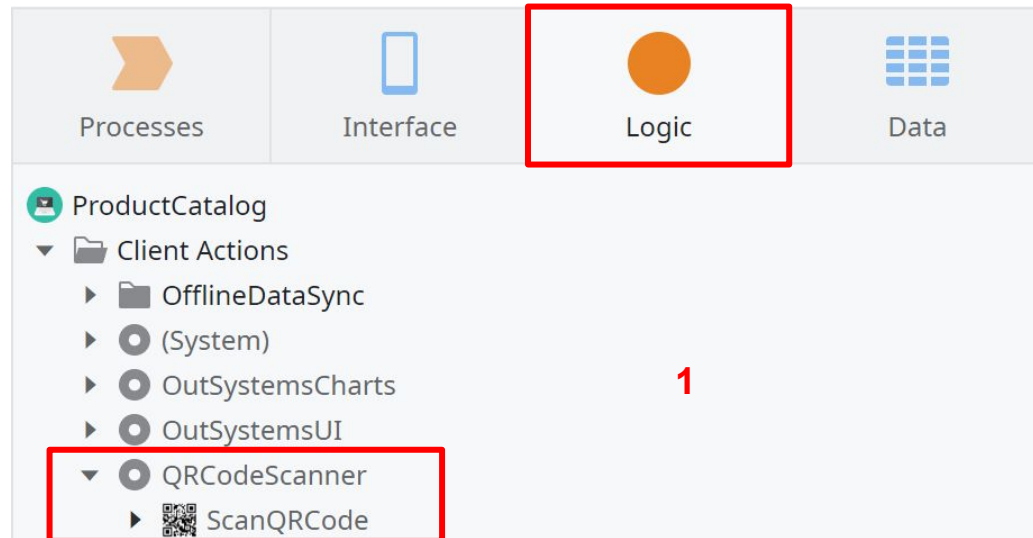 Processes
Interface
Logic
Data
ProductCatalog
Client Actions
OfflineDataSync
(System)
OutSystemsCharts
1
OutSystemsUI
QRCodeScanner
ScanQRCode